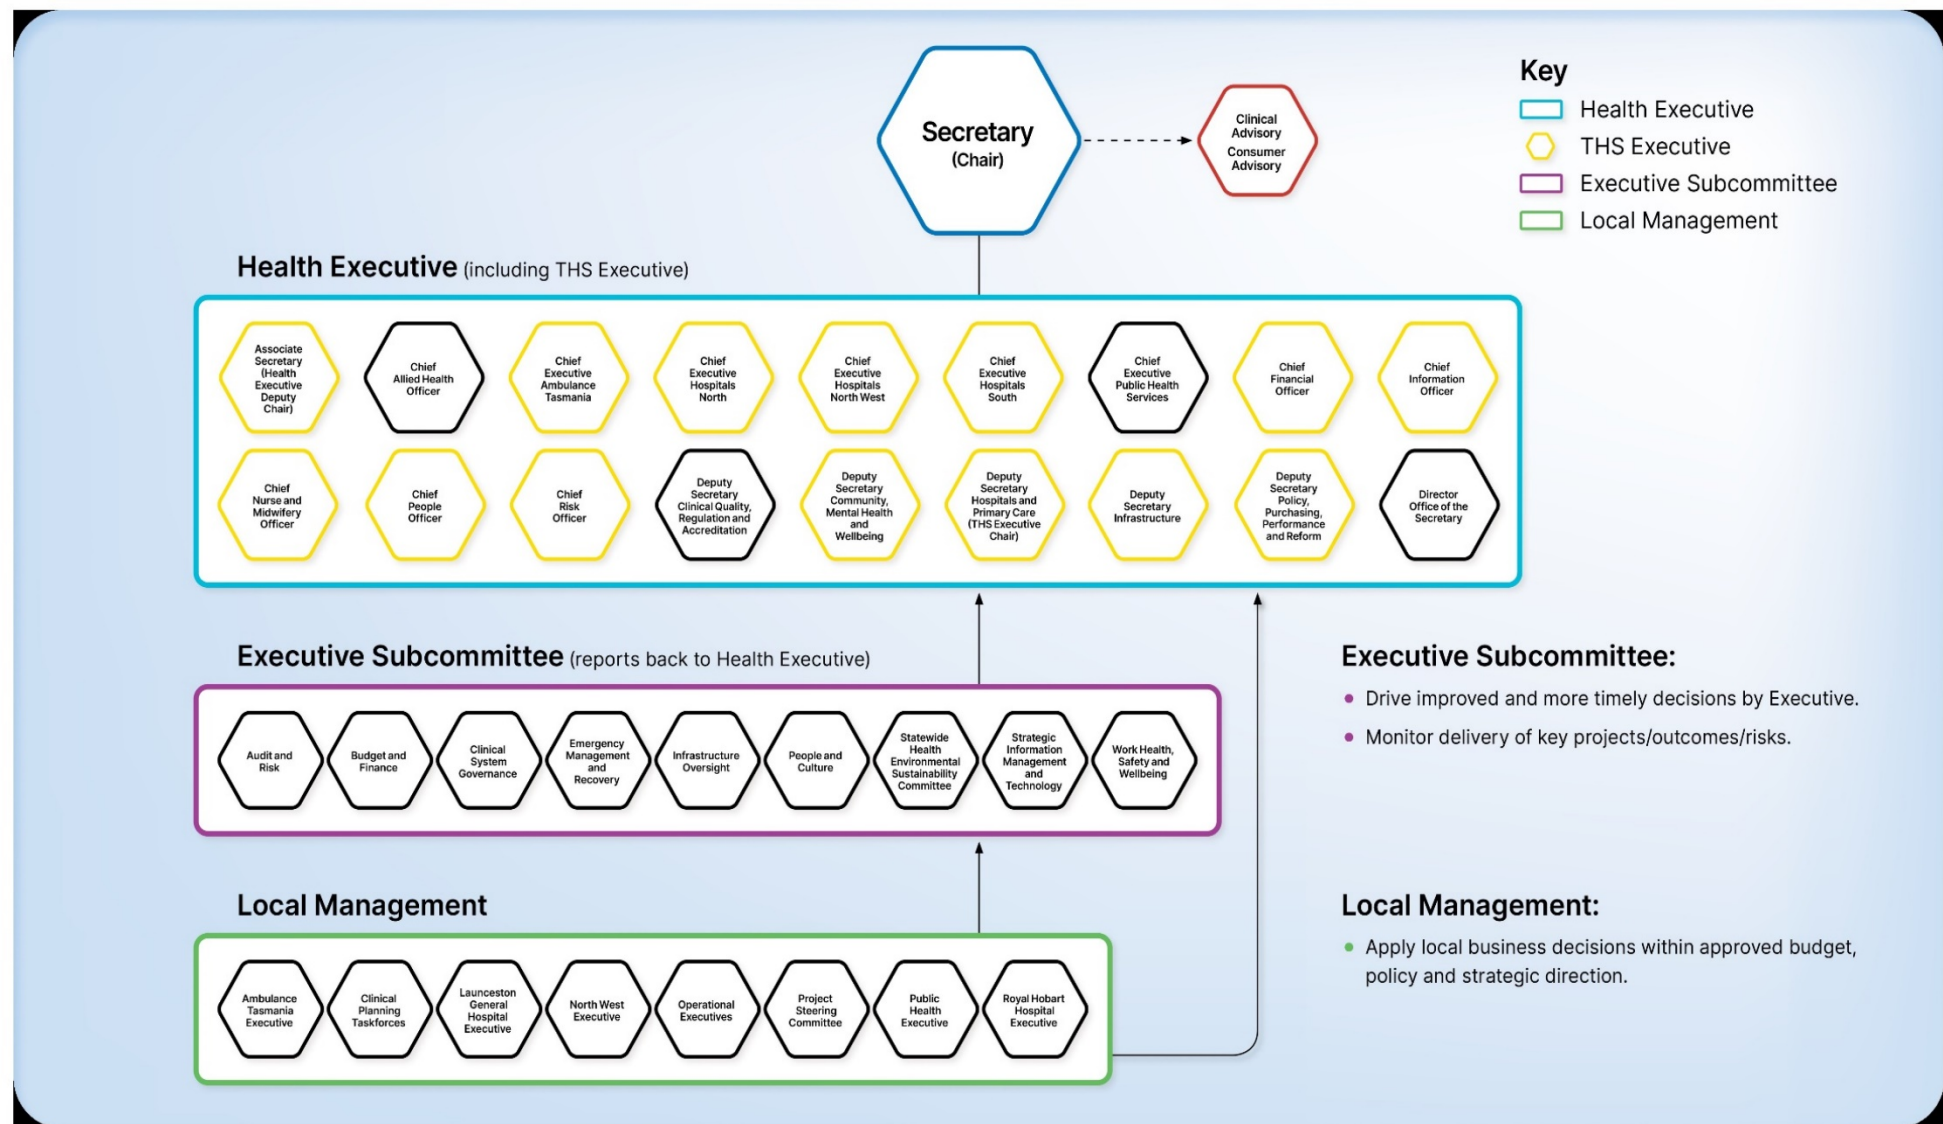 Secretary
(Chair)
Clinical
Advisory
Consumer
Advisory
Key
Health Executive
THS Executive
Executive Subcommittee
Local Management
Health Executive (including THS Executive)
Associate
Secretary
(Health
Executive
Deputy
Chair)
Chief
Allied Health
Officer
Chief
Executive
Ambulance
Tasmania
Chief
Executive
Hospitals
North
Chief
Executive
Hospitals
North West
Chief
Executive
Hospitals
South
Chief
Executive
Public Health
Services
Chief
Financial
Officer
Chief
Information
Officer
Chief
Nurse and
Midwifery
Officer
Chief
People
Officer
Chief
Risk
Officer
Deputy
Secretary
Clinical Quality,
Regulation and
Accreditation
Deputy
Secretary
Community,
Mental Health
and
Wellbeing
Deputy
Secretary
Hospitals and
Primary Care
(THS Executive
Chair)
Deputy
Secretary
Infrastructure
Deputy
Secretary
Policy,
Purchasing,
Performance
and Reform
Director
Office of the
Secretary
Executive Subcommittee (reports back to Health Executive)
Audit and
Risk
Budget and
Finance
Clinical
System
Governance
Emergency
Management
and
Recovery
Infrastructure
Oversight
People and
Culture
Statewide
Health
Environmental
Sustainability
Committee
Strategic
Information
Management
and
Technology
Work Health,
Safety and
Wellbeing
Executive Subcommittee:
• Drive improved and more timely decisions by Executive.
• Monitor delivery of key projects/outcomes/risks.
Local Management
Ambulance
Tasmania
Executive
Clinical
Planning
Taskforces
Launceston
General
Hospital
Executive
North West
Executive
Operational
Executives
Project
Steering
Committee
Public
Health
Executive
Royal Hobart
Hospital
Executive
Local Management:
• Apply local business decisions within approved budget,
policy and strategic direction.